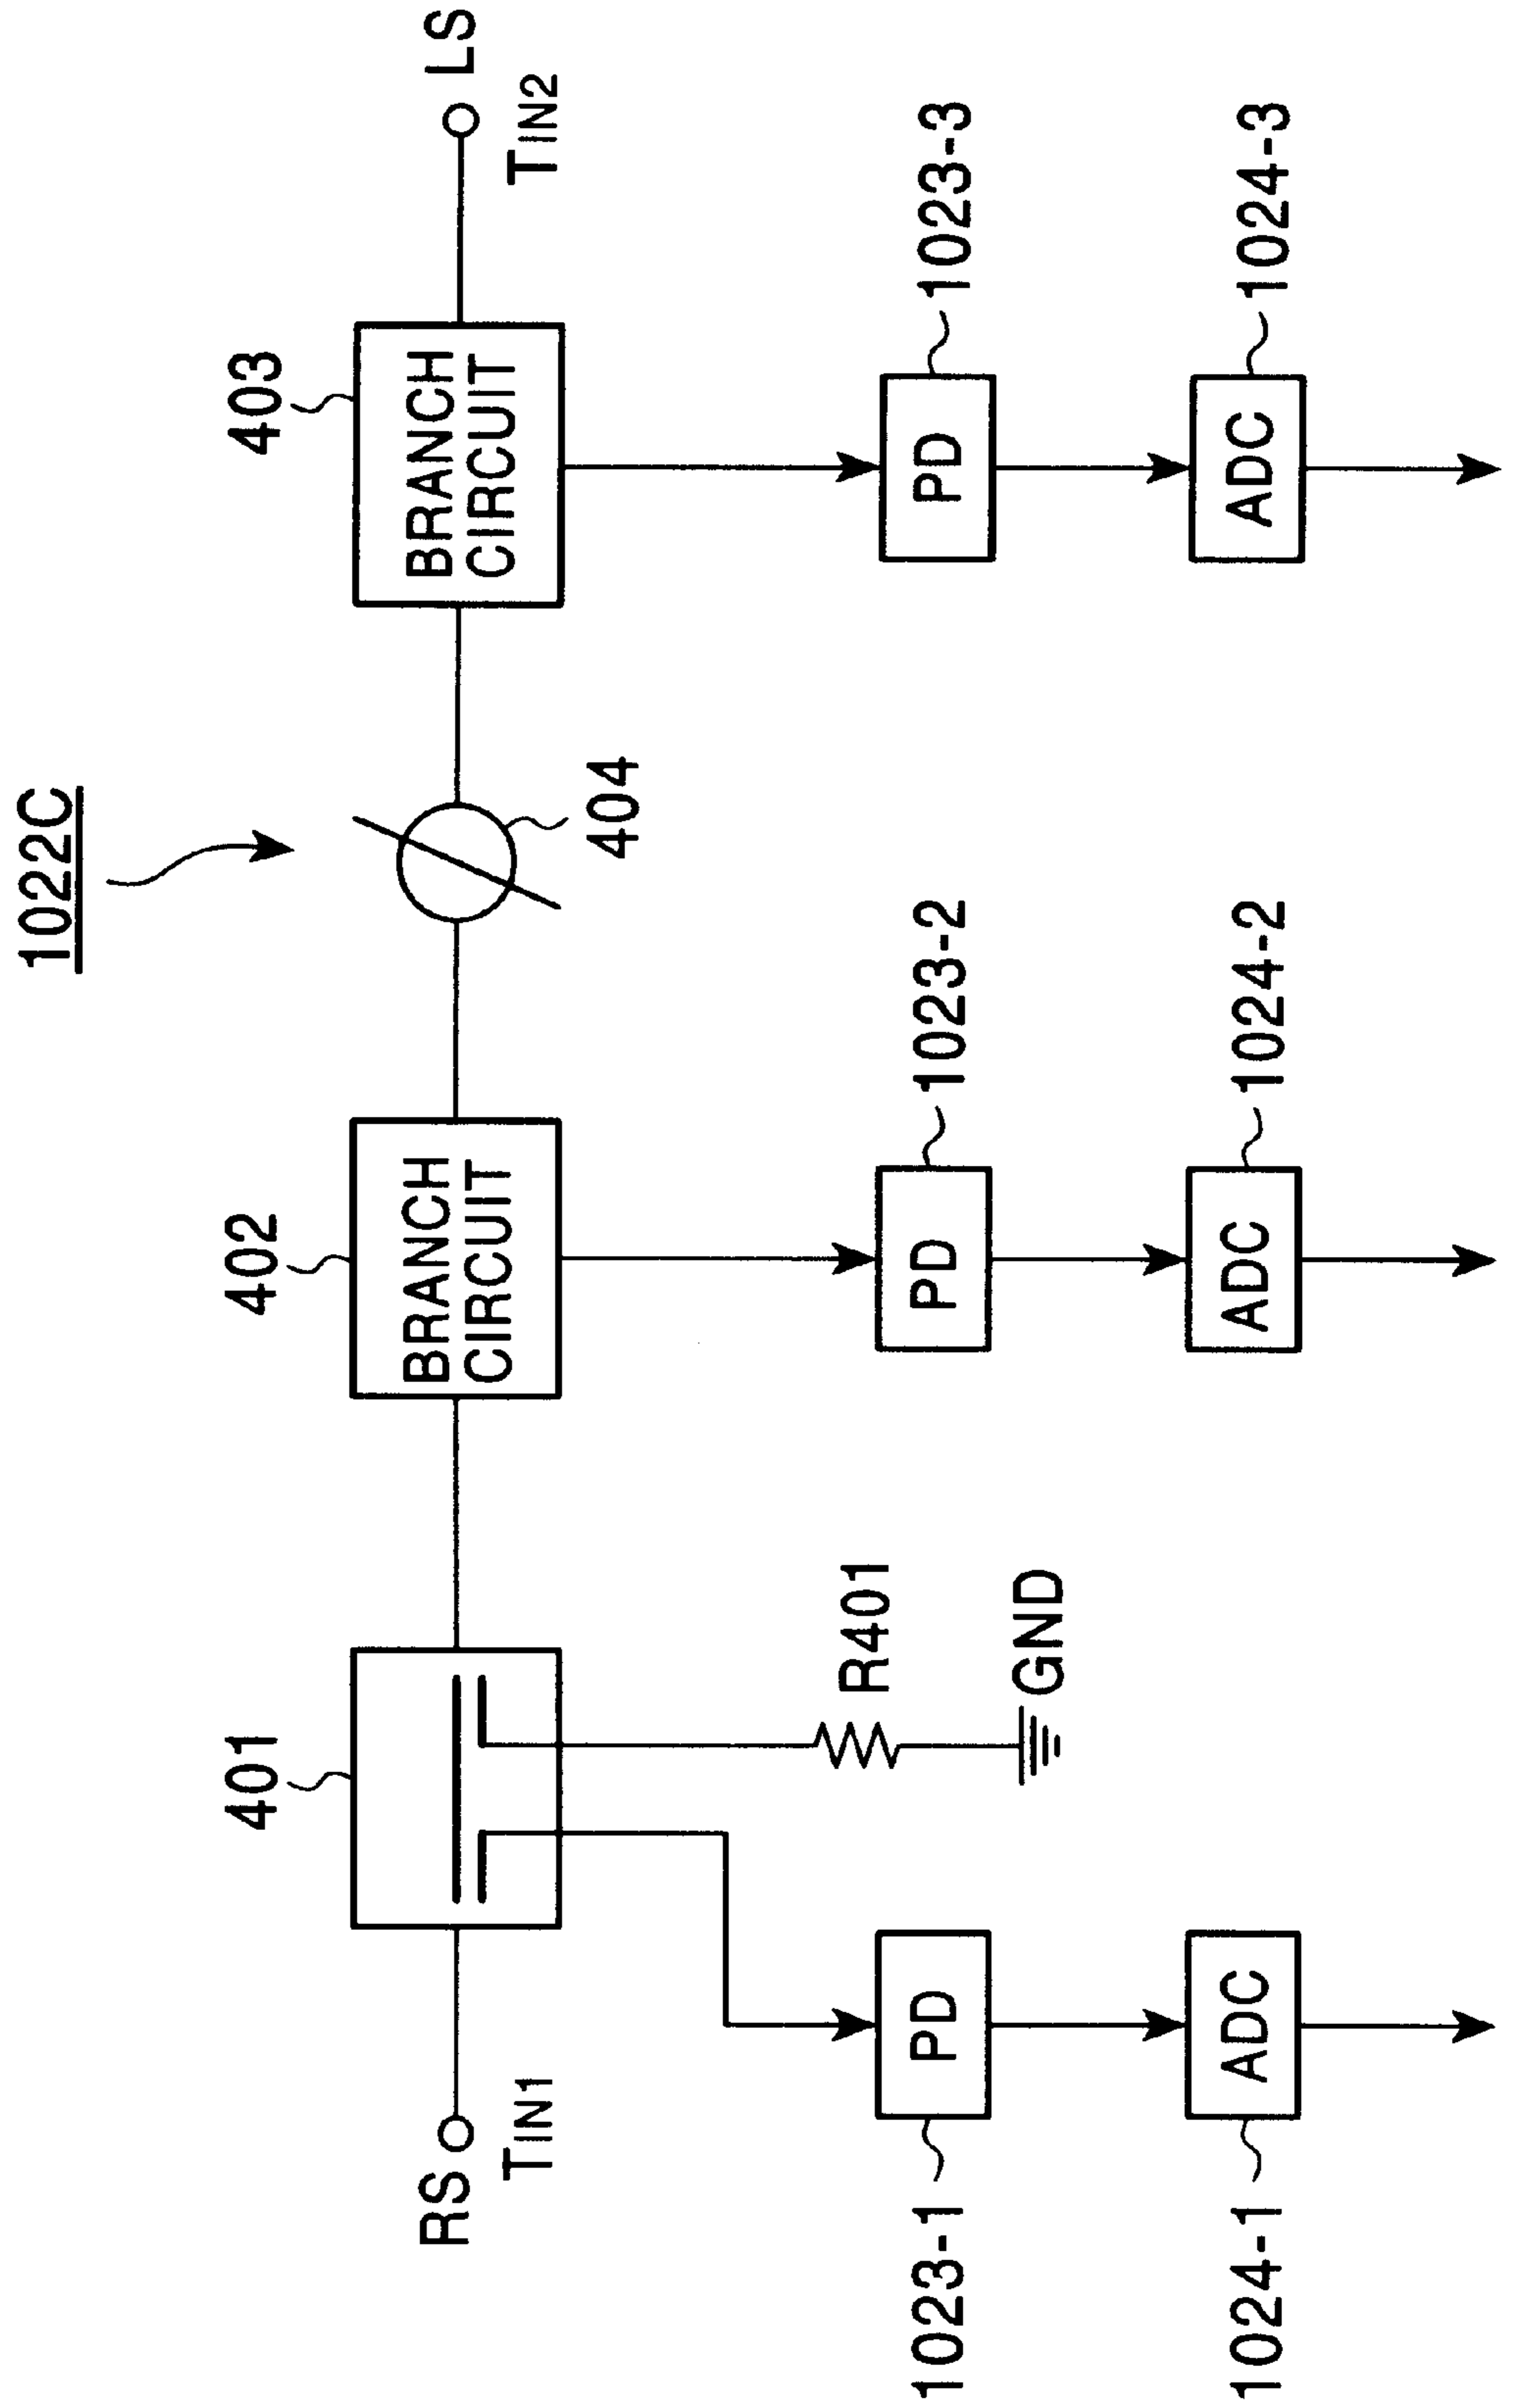 1022C
401
402
403
BRANCH
CIRCUIT
BRANCH
CIRCUIT
RS
TIN1
LS
TIN2
404
R401
GND
1023-1
PD
PD
1023-2
PD
1023-3
1024-1
ADC
ADC
1024-2
ADC
1024-3